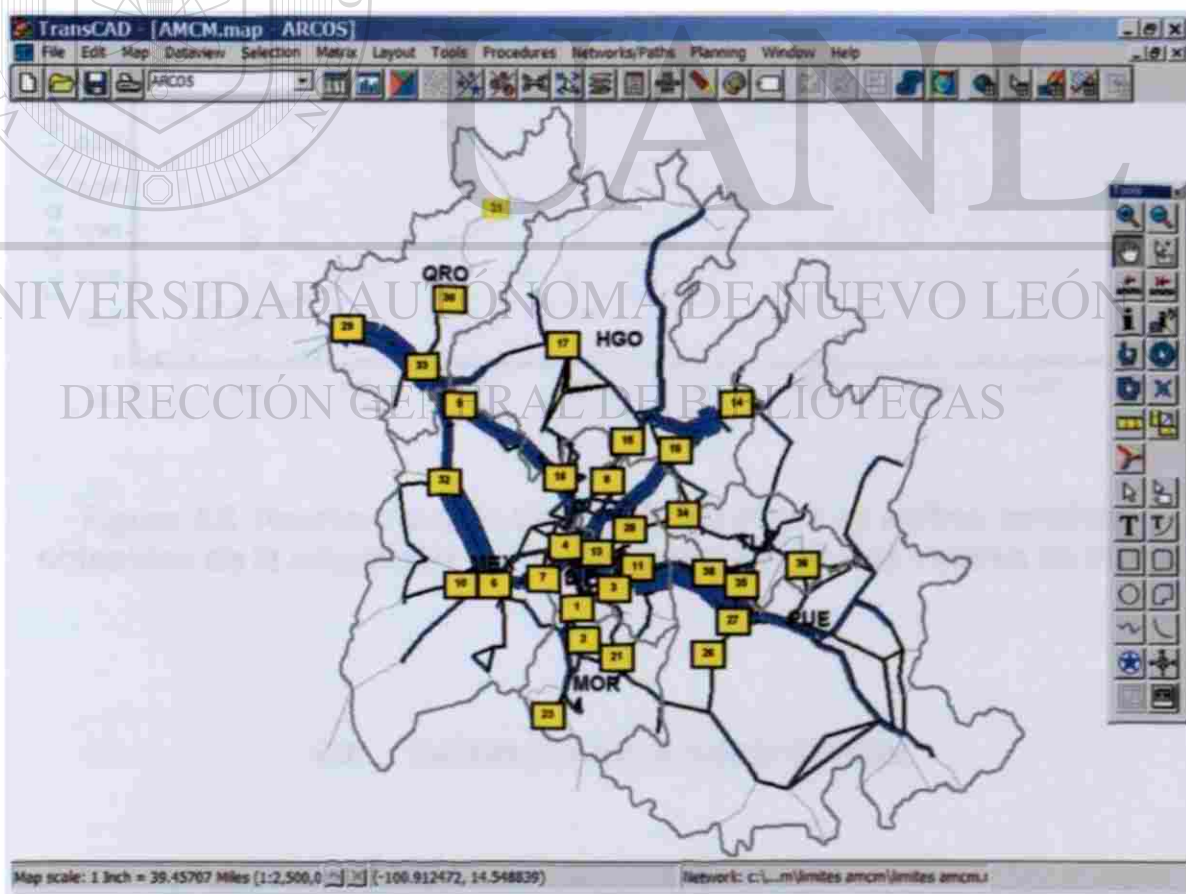 TransCAD - [AMCM.map - ARCOS]
File Edit Map Dataview Selection Matrix Layout Tools Procedures Networks/Paths Planning Window Help
ARCOS
UANL
Tools
31
QRO
30
29
HGO
17
33
UNIVERSIDAD AUTÓNOMA DE NUEVO LEÓN
DIRECCIÓN GENERAL DE BIBLIOTECAS
14
32
34
4
13
11
36
10
6
7
3
35
1
27
PUE
2
21
26
MOR
23
Map scale: 1 Inch = 39.45707 Miles (1:2,500,0
(-100.912472, 14.548839)
Network: c:\...m\limites amcm\limites amcm.